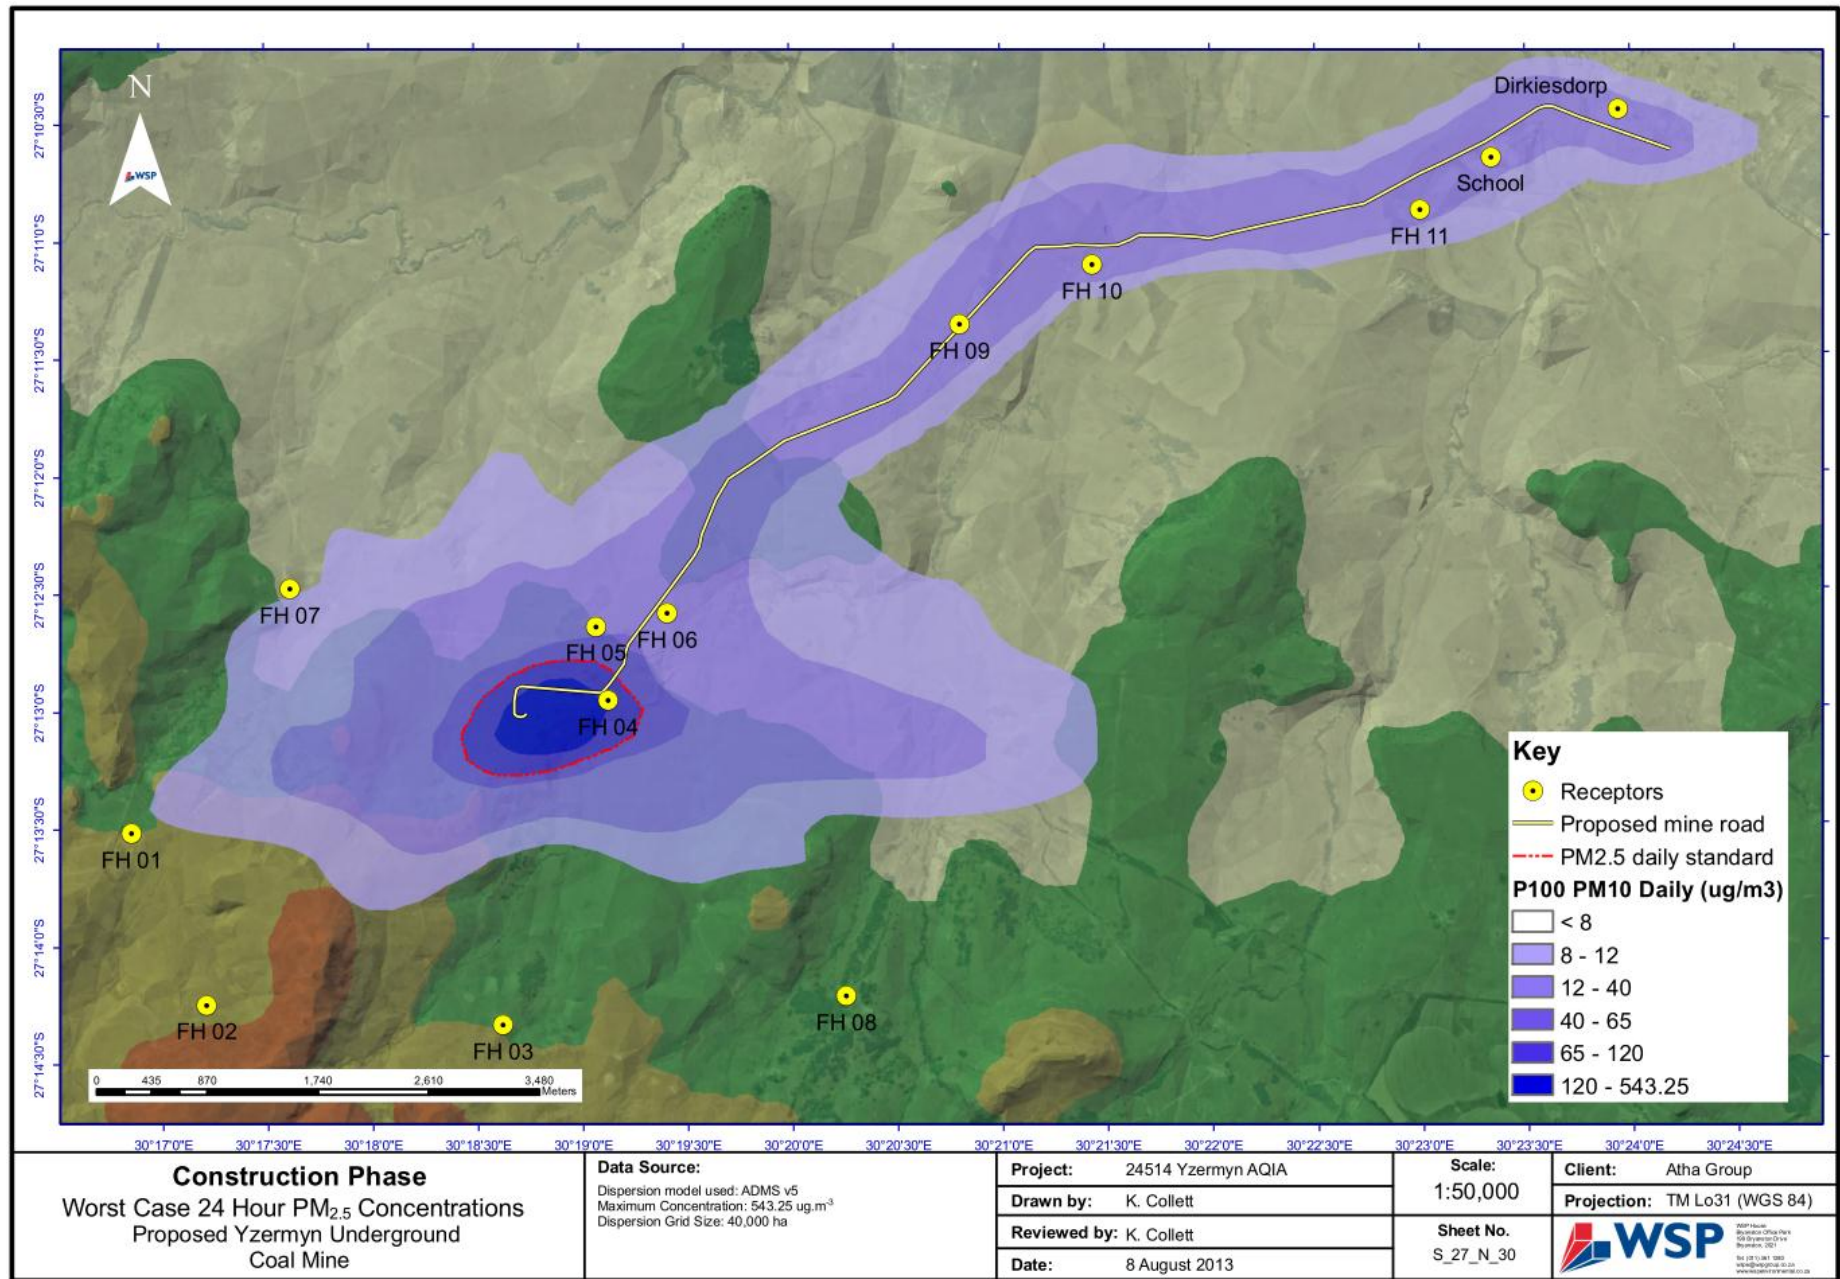 N
WSP
Dirkiesdorp
School
FH 11
FH 10
FH 09
FH 07
FH 06
FH 05
FH 04
FH 01
FH 02
FH 03
FH 08
27°10'30"S
27°11'0"S
27°11'30"S
27°12'0"S
27°12'30"S
27°13'0"S
27°13'30"S
27°14'0"S
27°14'30"S
Key
Receptors
Proposed mine road
PM2.5 daily standard
P100 PM10 Daily (ug/m3)
< 8
8 - 12
12 - 40
40 - 65
65 - 120
120 - 543.25
0 435 870 1,740 2,610 3,480
Meters
30°17'0"E 30°17'30"E 30°18'0"E 30°18'30"E 30°19'0"E 30°19'30"E 30°20'0"E 30°20'30"E 30°21'0"E 30°21'30"E 30°22'0"E 30°22'30"E 30°23'0"E 30°23'30"E 30°24'0"E 30°24'30"E
Construction Phase
Worst Case 24 Hour PM2.5 Concentrations
Proposed Yzermyn Underground
Coal Mine
Data Source:
Dispersion model used: ADMS v5
Maximum Concentration: 543.25 ug.m-3
Dispersion Grid Size: 40,000 ha
Project: 24514 Yzermyn AQIA
Drawn by: K. Collett
Reviewed by: K. Collett
Date: 8 August 2013
Scale:
1:50,000
Sheet No.
S_27_N_30
Client: Atha Group
Projection: TM Lo31 (WGS 84)
WSP
WSP House